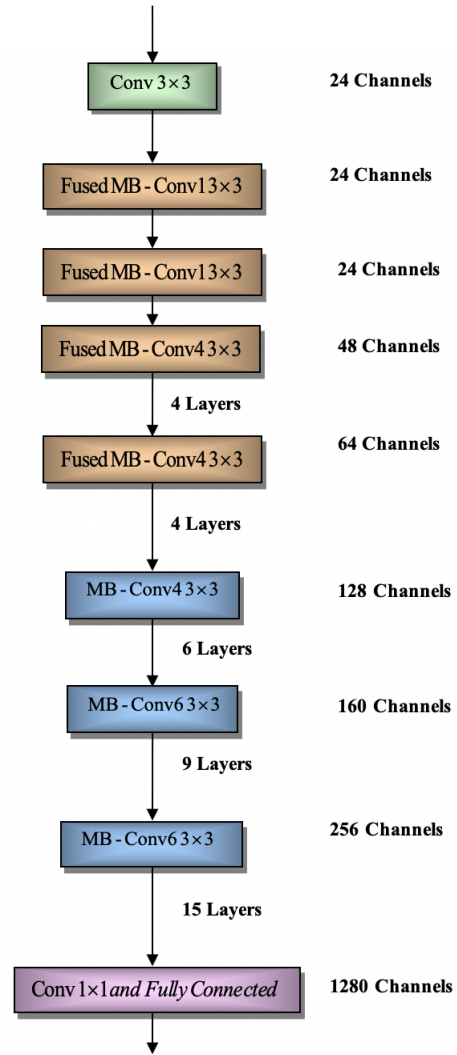 Conv 3×3 24 Channels
Fused MB - Conv1 3×3 24 Channels
Fused MB - Conv1 3×3 24 Channels
Fused MB - Conv4 3×3 48 Channels
4 Layers
Fused MB - Conv4 3×3 64 Channels
4 Layers
MB - Conv4 3×3 128 Channels
6 Layers
MB - Conv6 3×3 160 Channels
9 Layers
MB - Conv6 3×3 256 Channels
15 Layers
Conv 1×1 and Fully Connected 1280 Channels